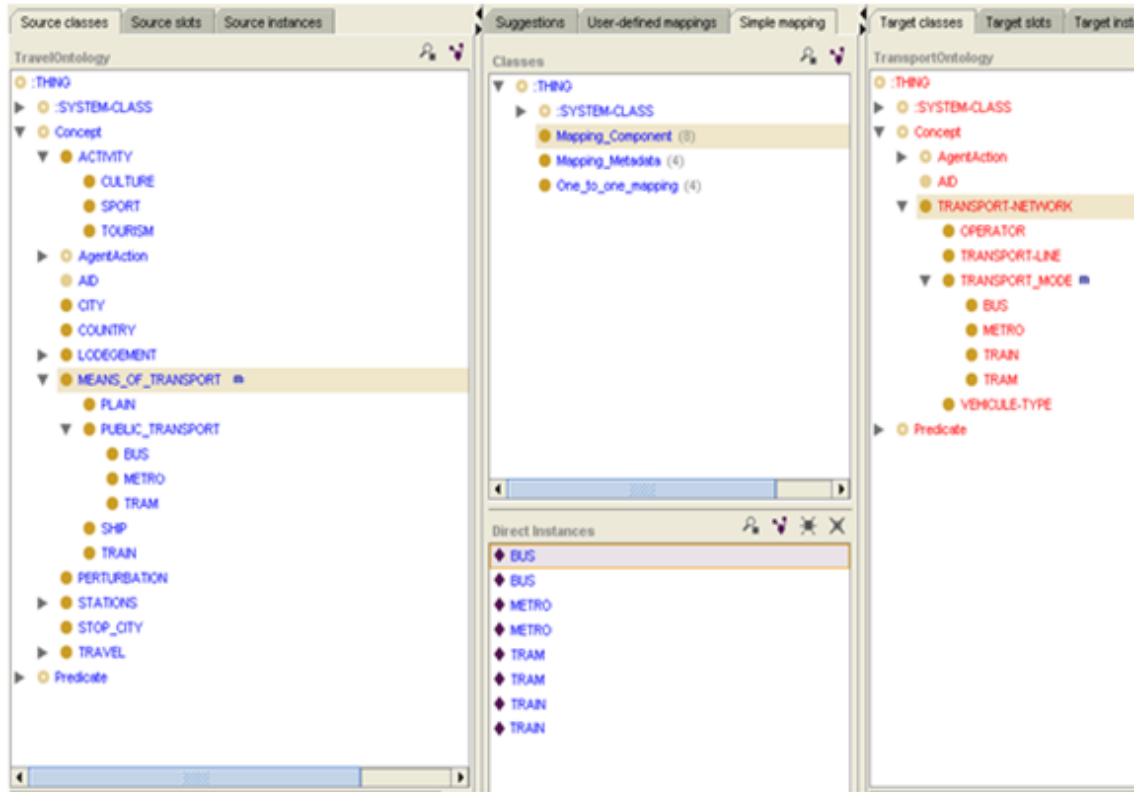 Source classes
Source slots
Source instances
TravelOntology
:THING
:SYSTEM-CLASS
Concept
ACTIVITY
CULTURE
SPORT
TOURISM
AgentAction
AID
CITY
COUNTRY
LODEGEMENT
MEANS_OF_TRANSPORT m
PLAIN
PUBLIC_TRANSPORT
BUS
METRO
TRAM
SHIP
TRAIN
PERTURBATION
STATIONS
STOP_CITY
TRAVEL
Predicate
Suggestions
User-defined mappings
Simple mapping
Classes
:THING
:SYSTEM-CLASS
Mapping_Component (8)
Mapping_Metadata (4)
One_to_one_mapping (4)
Direct Instances
BUS
BUS
METRO
METRO
TRAM
TRAM
TRAIN
TRAIN
Target classes
Target slots
Target inst
TransportOntology
:THING
:SYSTEM-CLASS
Concept
AgentAction
AID
TRANSPORT-NETWORK
OPERATOR
TRANSPORT-LINE
TRANSPORT_MODE m
BUS
METRO
TRAIN
TRAM
VEHICULE-TYPE
Predicate